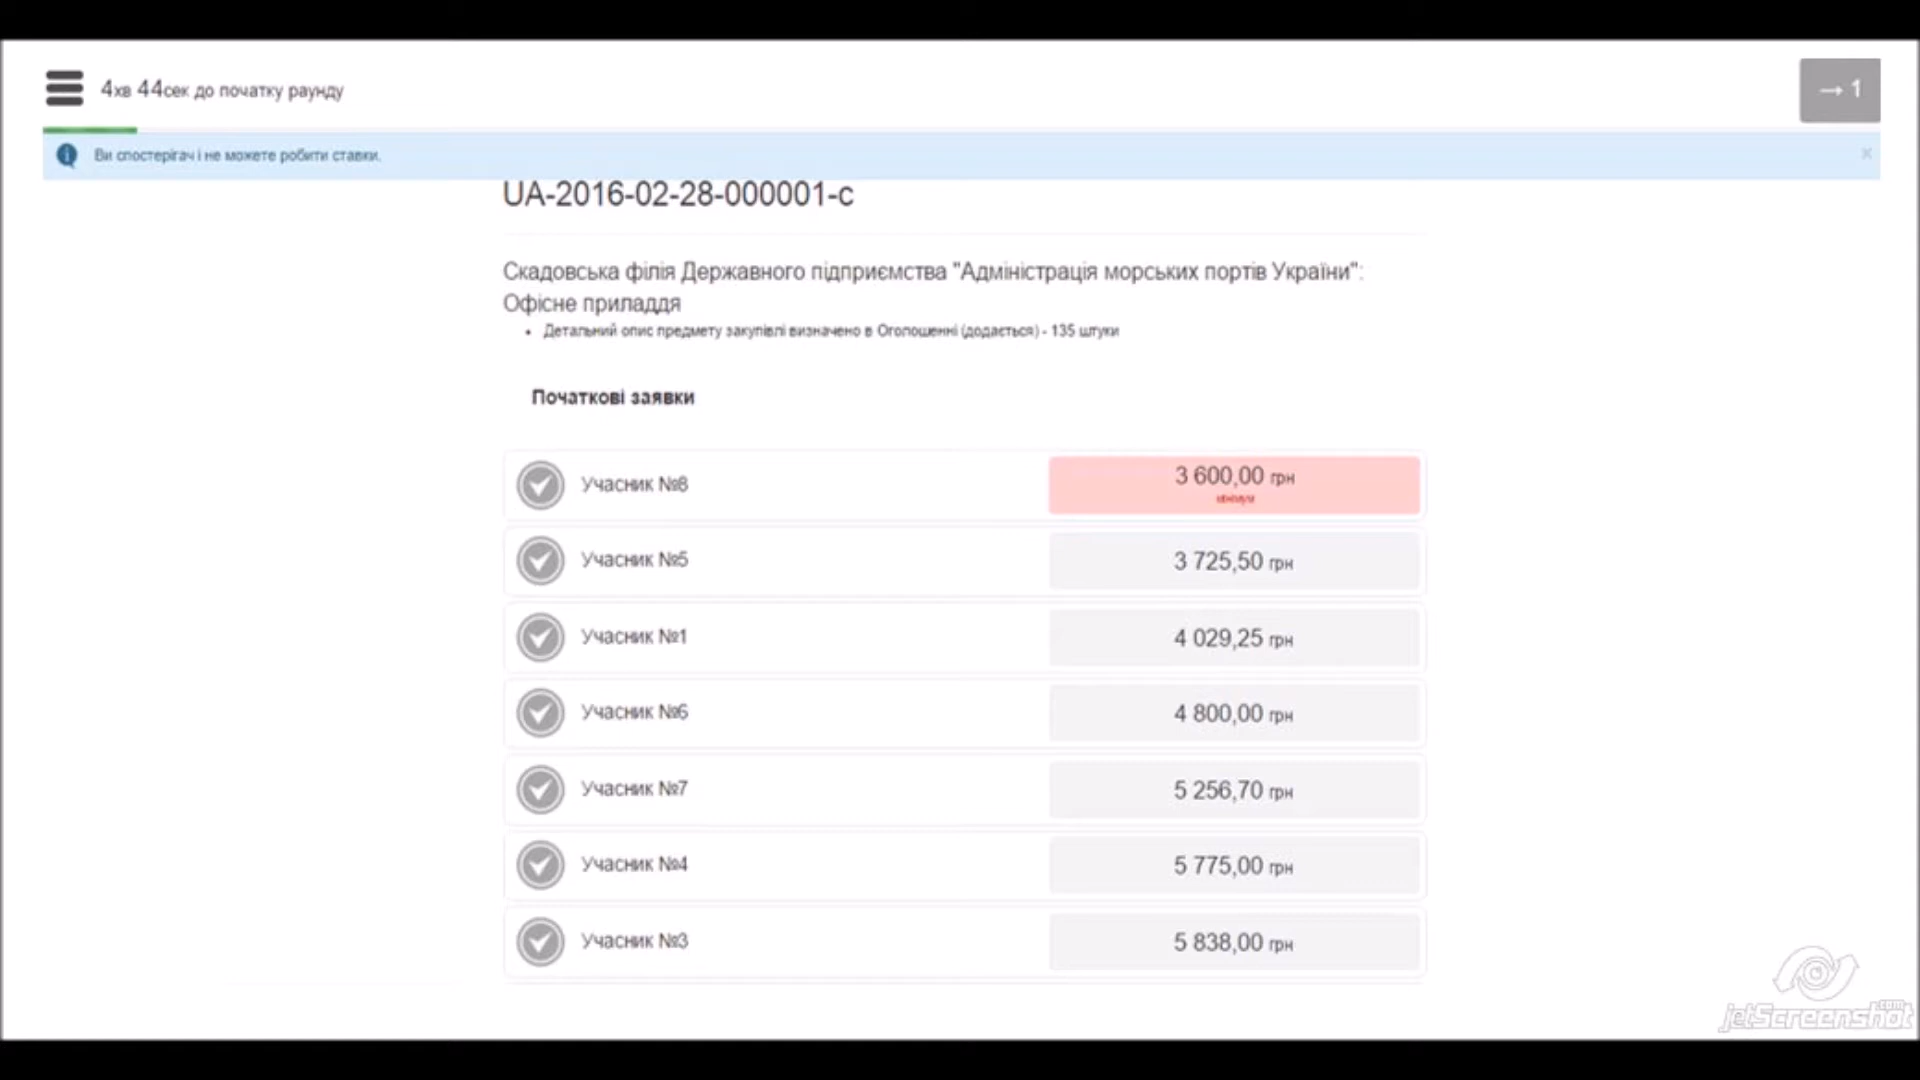 4хв 44сек до початку раунду
→ 1
Ви спостерігач і не можете робити ставки.
×
UA-2016-02-28-000001-c
Скадовська філія Державного підприємства "Адміністрація морських портів України":
Офісне приладдя
• Детальний опис предмету закупівлі визначено в Оголошенні (додається) - 135 штуки
Початкові заявки
Учасник №8 3 600,00 грн
мінімум
Учасник №5 3 725,50 грн
Учасник №1 4 029,25 грн
Учасник №6 4 800,00 грн
Учасник №7 5 256,70 грн
Учасник №4 5 775,00 грн
Учасник №3 5 838,00 грн
jetScreenshot.com